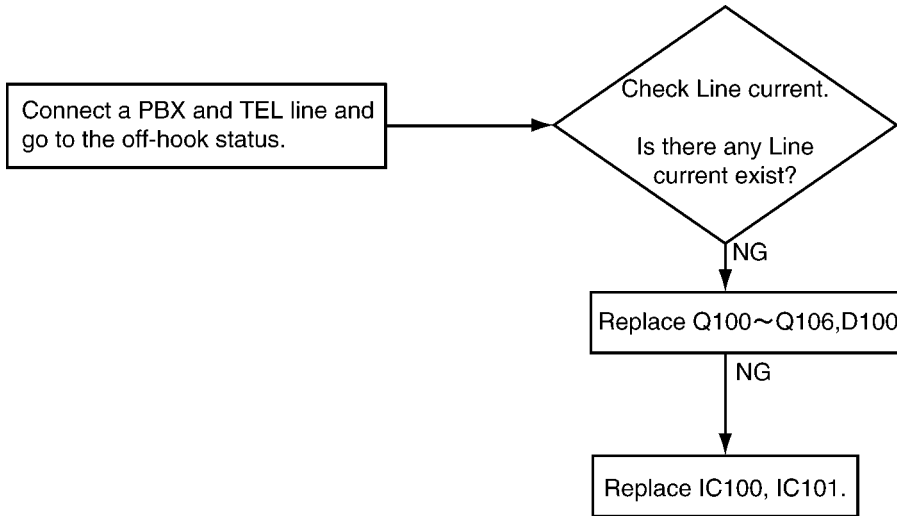 Connect a PBX and TEL line and
go to the off-hook status.
Check Line current.
Is there any Line
current exist?
NG
Replace Q100～Q106,D100
NG
Replace IC100, IC101.